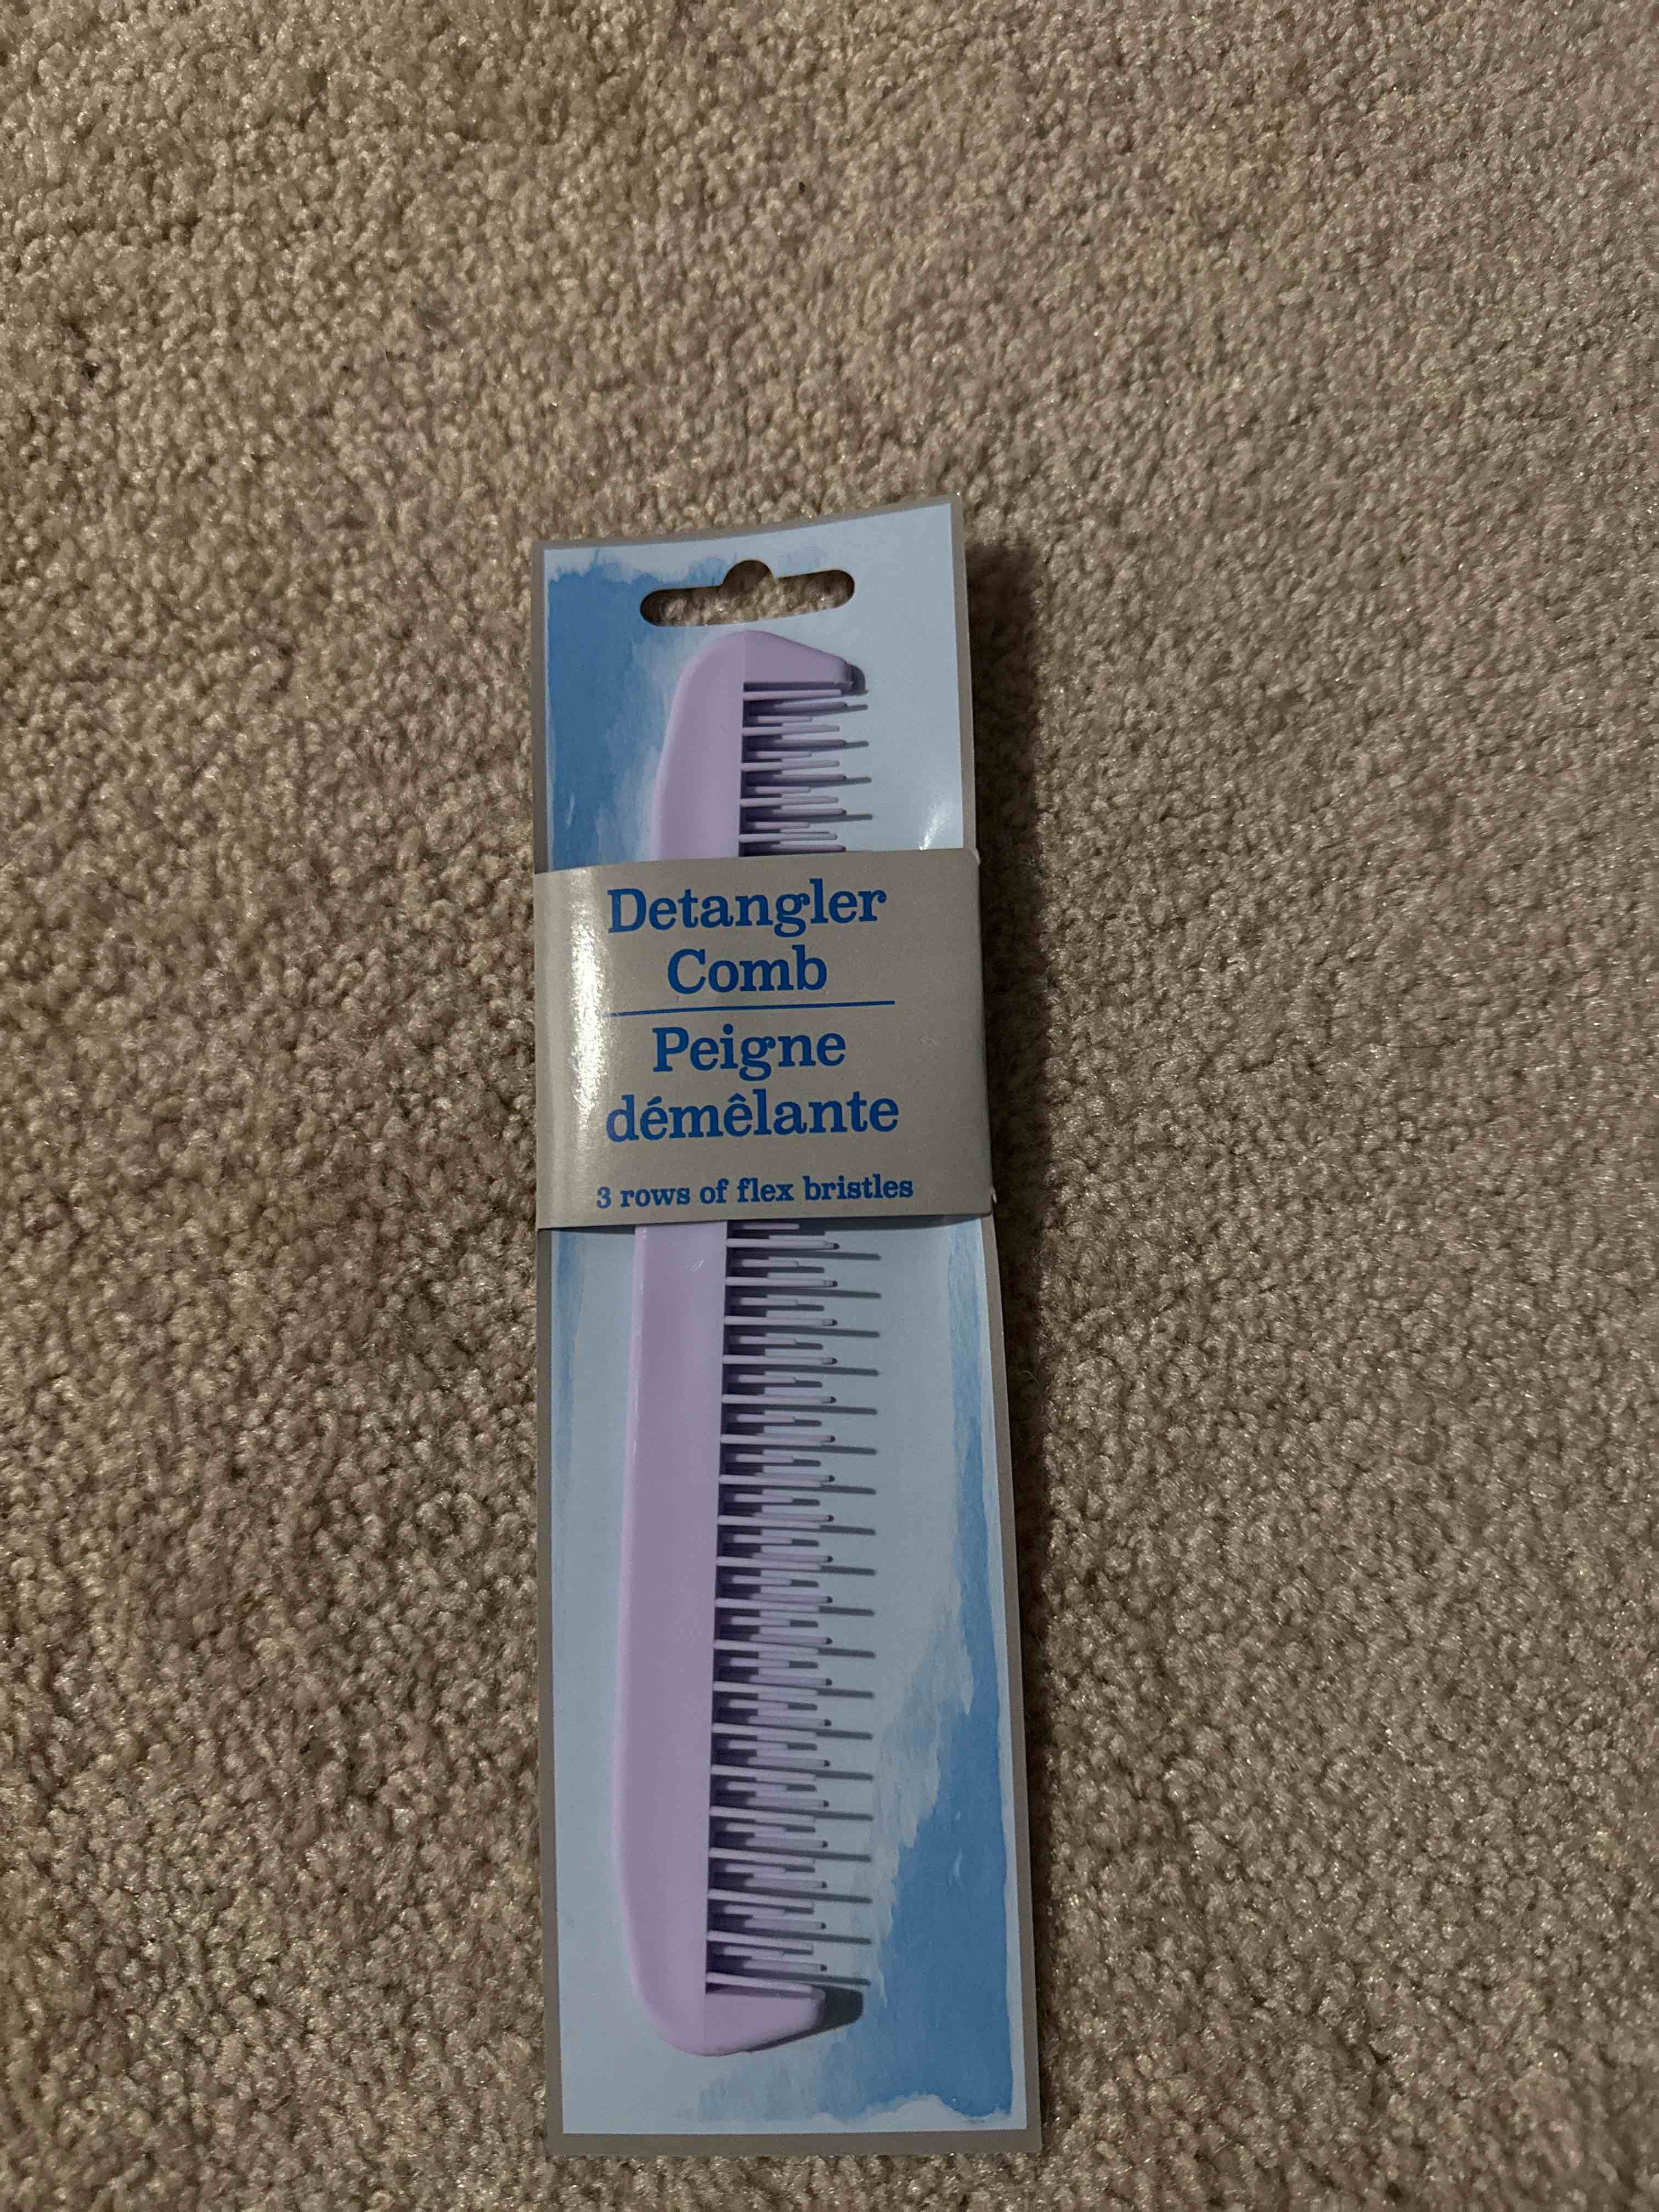 Detangler
Comb
Peigne
démêlante
3 rows of flex bristles